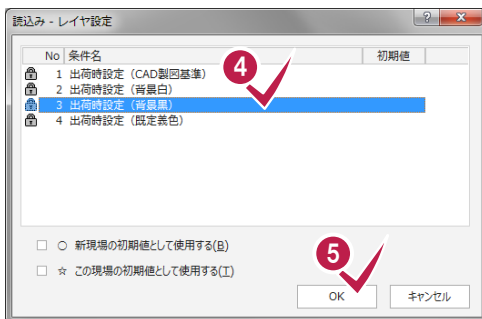 読込み - レイヤ設定
No 条件名 初期値
1 出荷時設定（CAD製図基準）
2 出荷時設定（背景白）
3 出荷時設定（背景黒）
4 出荷時設定（既定義色）
4
○ 新現場の初期値として使用する(B)
☆ この現場の初期値として使用する(T)
5
OK キャンセル